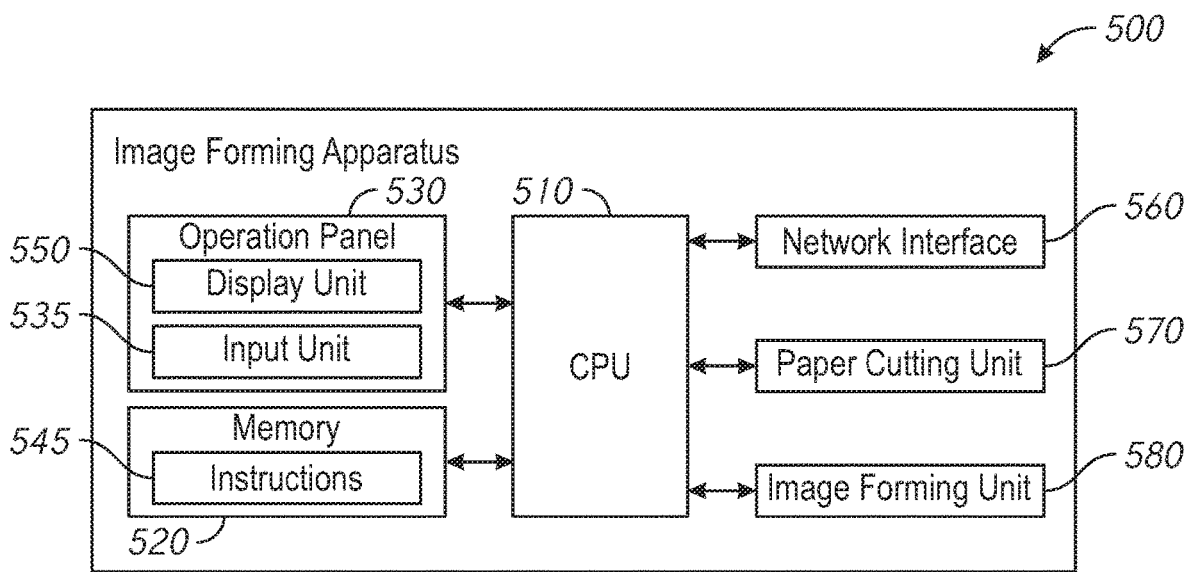 500
Image Forming Apparatus
530
510
Operation Panel
550
Display Unit
535
Input Unit
Memory
545
Instructions
520
CPU
Network Interface
560
Paper Cutting Unit
570
Image Forming Unit
580